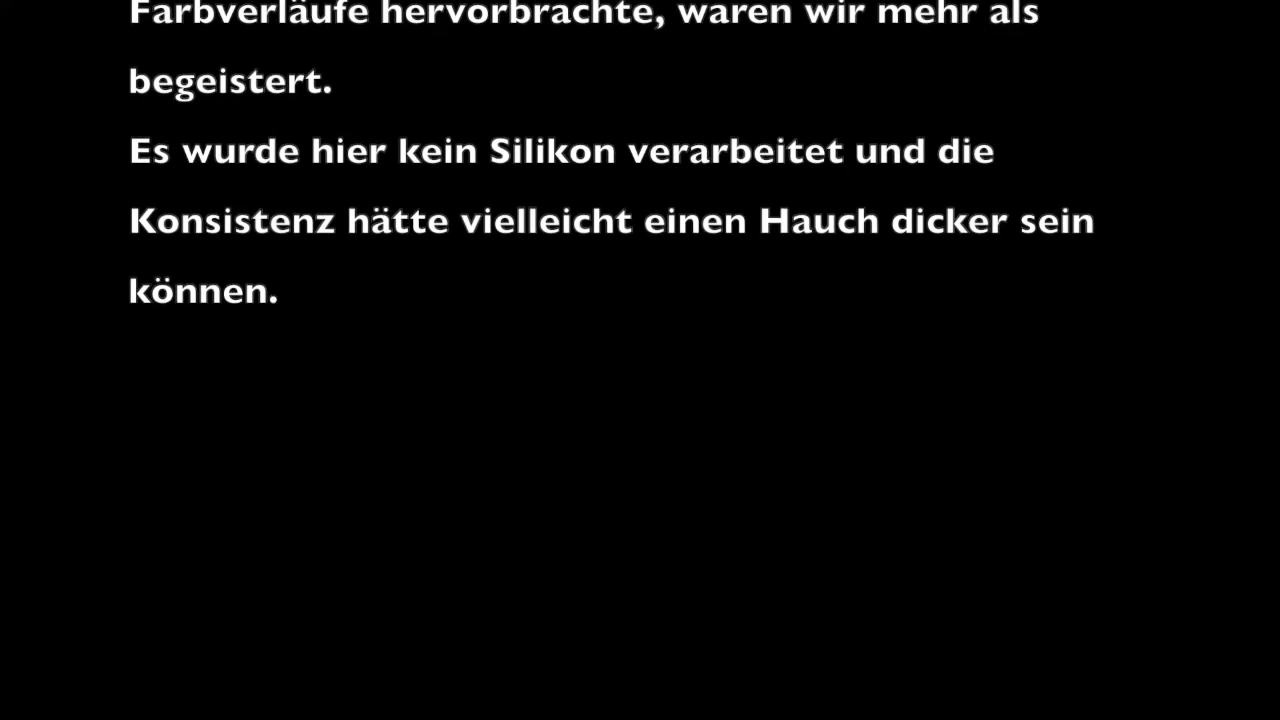 Farbverläufe hervorbrachte, waren wir mehr als
begeistert.
Es wurde hier kein Silikon verarbeitet und die
Konsistenz hätte vielleicht einen Hauch dicker sein
können.